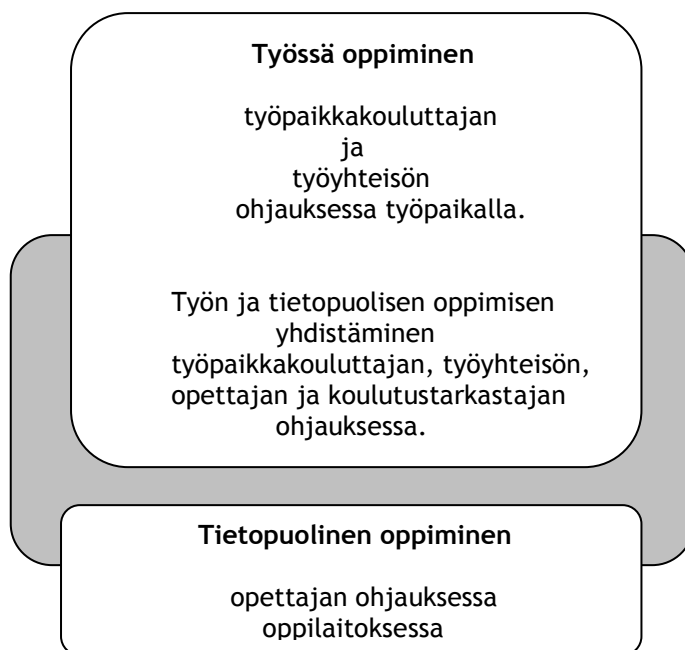 Työssä oppiminen
työpaikkakouluttajan
ja
työyhteisön
ohjauksessa työpaikalla.
Työn ja tietopuolisen oppimisen
yhdistäminen
työpaikkakouluttajan, työyhteisön,
opettajan ja koulutustarkastajan
ohjauksessa.
Tietopuolinen oppiminen
opettajan ohjauksessa
oppilaitoksessa